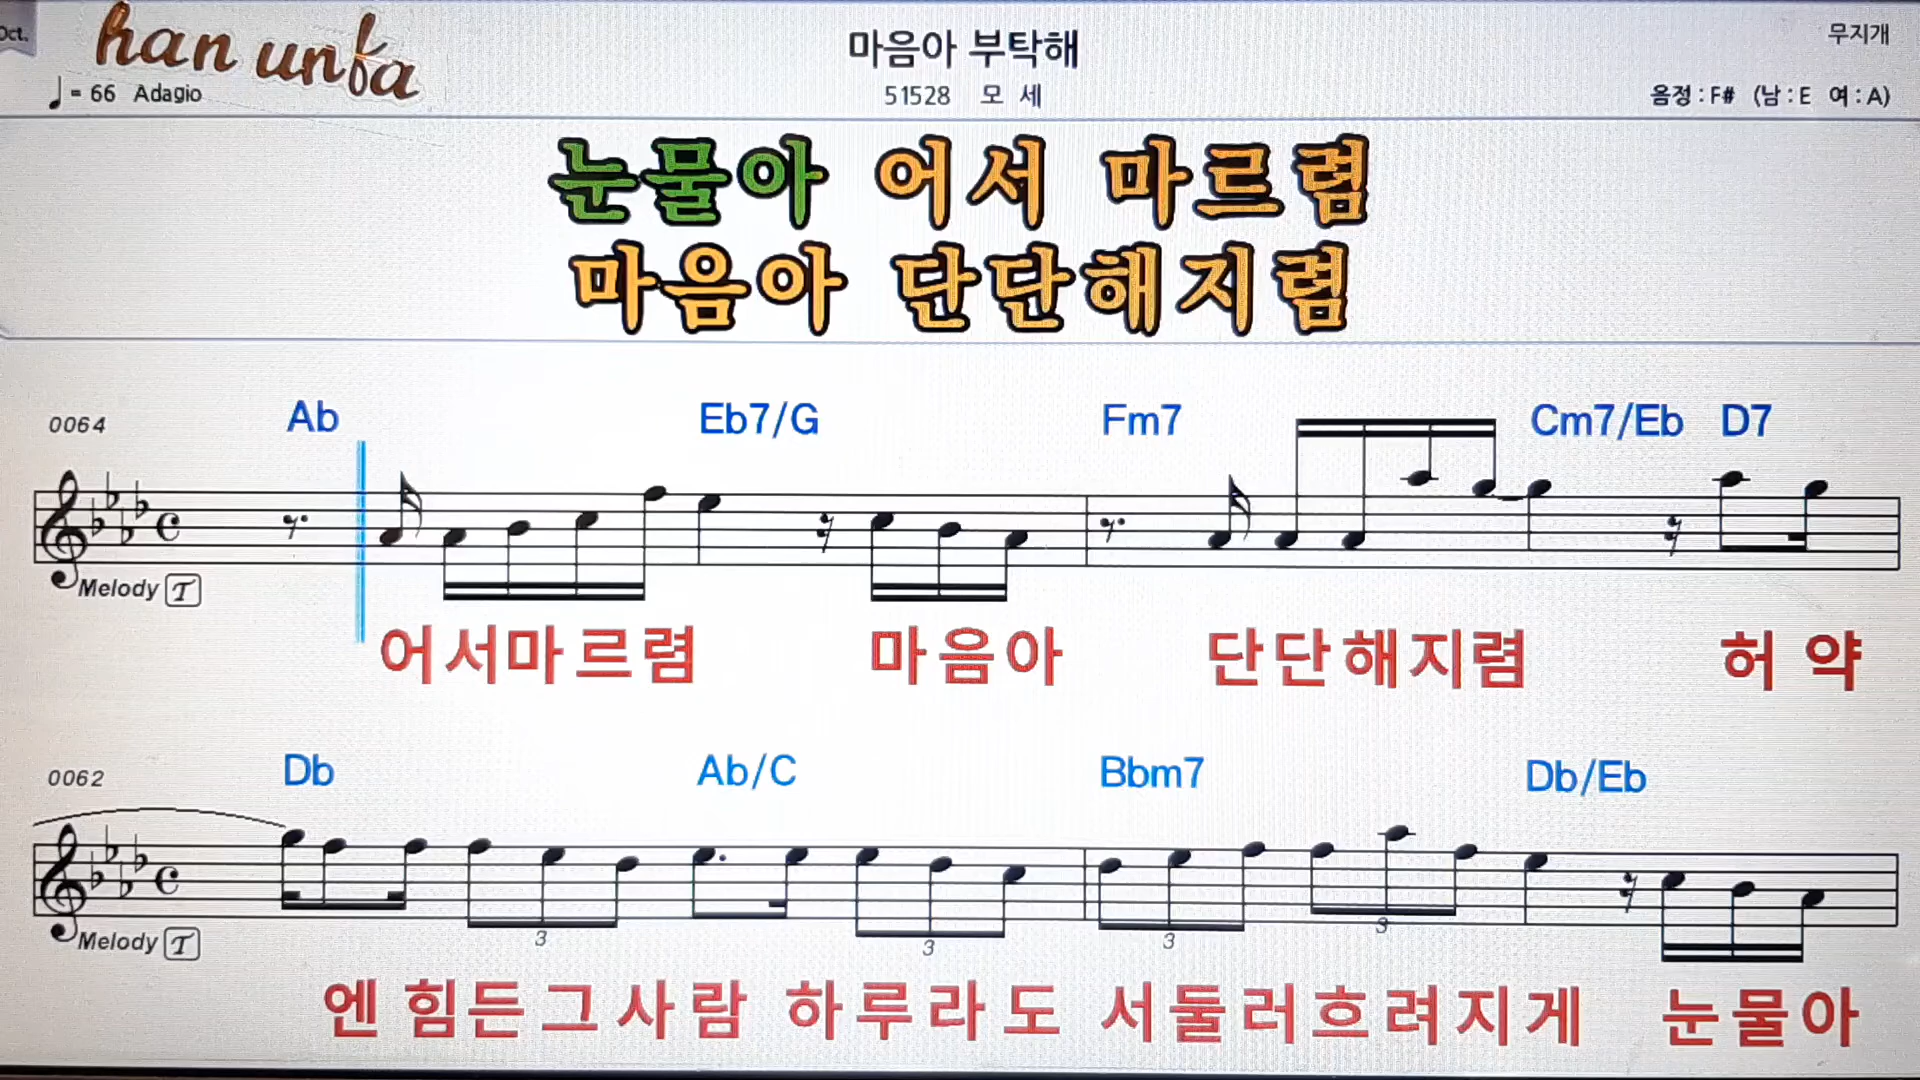 Oct.
han unfa
마음아 부탁해
무지개
♩= 66 Adagio
51528 모 세
음정 : F# (남 : E 여 : A)
눈물아 어서 마르렴
마음아 단단해지렴
0064 Ab Eb7/G Fm7 Cm7/Eb D7
Melody T
어서마르렴 마음아 단단해지렴 허약
0062 Db Ab/C Bbm7 Db/Eb
3 3 3 3
Melody T
엔힘든그사람 하루라도 서둘러흐려지게 눈물아